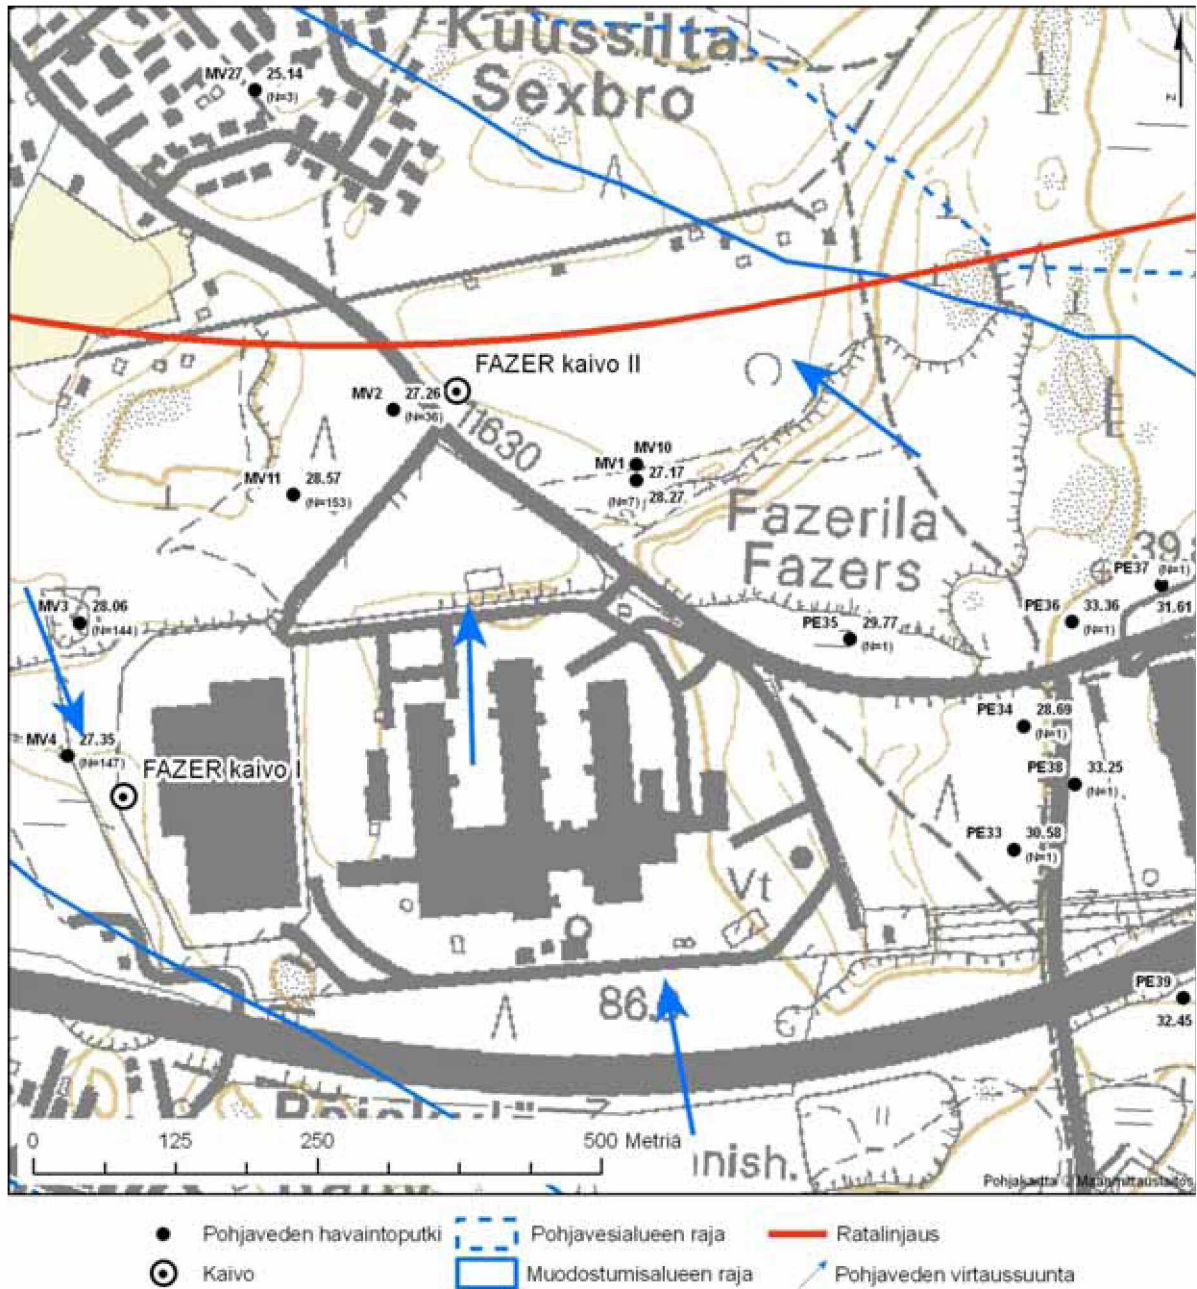 Kuussilta
Sexbro
MV27 25.14
(N=3)
N
FAZER kaivo II
MV2 27.26
(N=36)
11630
MV10
MV1 27.17
(N=7) 28.27
MV11 28.57
(N=153)
Fazerila
Fazers
PE37 (N=1)
31.61
MV3 28.06
(N=144)
PE36 33.36
(N=1)
PE35 29.77
(N=1)
PE34 28.69
(N=1)
MV4 27.35
(N=147)
FAZER kaivo I
PE38 33.25
(N=1)
PE33 30.58
(N=1)
Vt
PE39
32.45
0 125 250 500 Metriä
Pohjakartta © Maanmittauslaitos
Pohjaveden havaintoputki
Pohjavesialueen raja
Ratalinjaus
Kaivo
Muodostumisalueen raja
Pohjaveden virtaussuunta